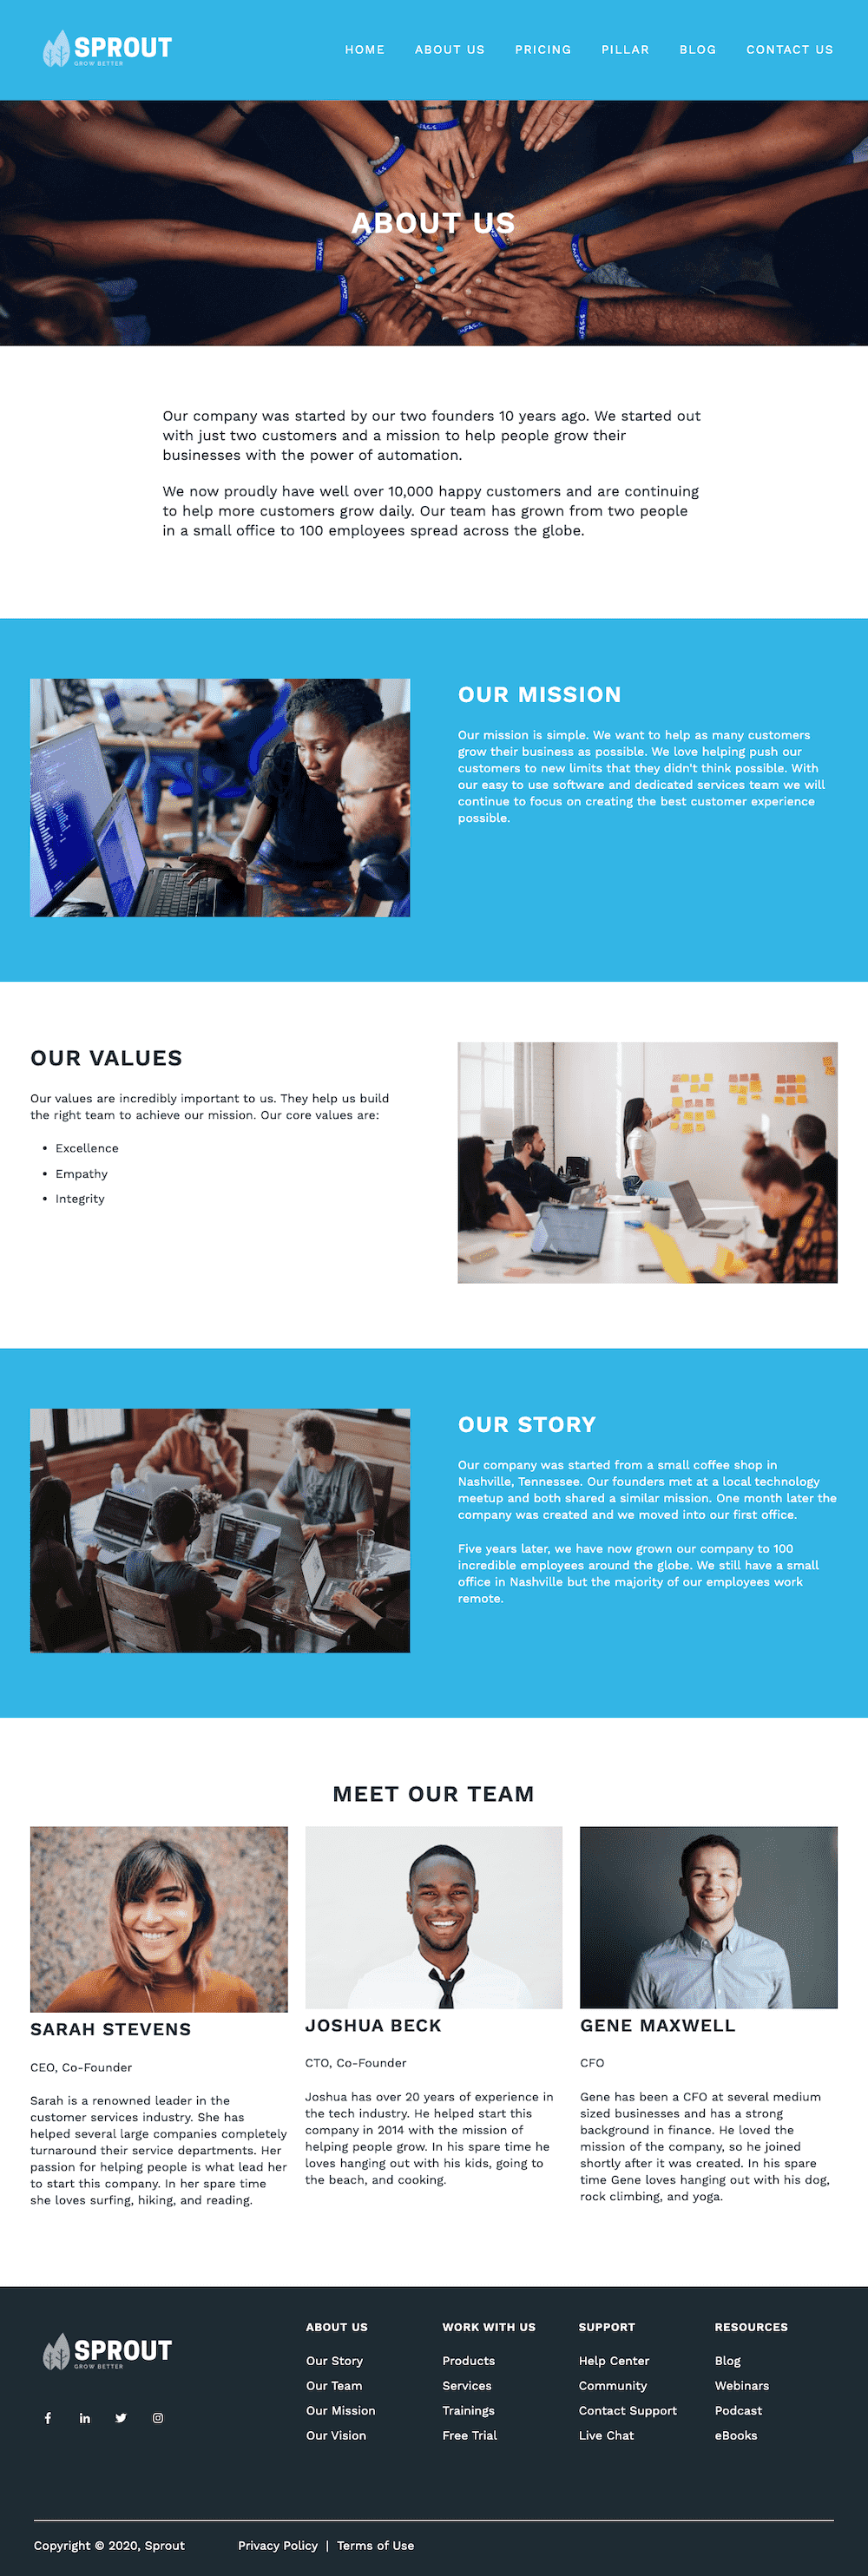 SPROUT
GROW BETTER
HOME ABOUT US PRICING PILLAR BLOG CONTACT US
ABOUT US
Our company was started by our two founders 10 years ago. We started out
with just two customers and a mission to help people grow their
businesses with the power of automation.
We now proudly have well over 10,000 happy customers and are continuing
to help more customers grow daily. Our team has grown from two people
in a small office to 100 employees spread across the globe.
OUR MISSION
Our mission is simple. We want to help as many customers
grow their business as possible. We love helping push our
customers to new limits that they didn't think possible. With
our easy to use software and dedicated services team we will
continue to focus on creating the best customer experience
possible.
OUR VALUES
Our values are incredibly important to us. They help us build
the right team to achieve our mission. Our core values are:
• Excellence
• Empathy
• Integrity
OUR STORY
Our company was started from a small coffee shop in
Nashville, Tennessee. Our founders met at a local technology
meetup and both shared a similar mission. One month later the
company was created and we moved into our first office.
Five years later, we have now grown our company to 100
incredible employees around the globe. We still have a small
office in Nashville but the majority of our employees work
remote.
MEET OUR TEAM
SARAH STEVENS
CEO, Co-Founder
Sarah is a renowned leader in the
customer services industry. She has
helped several large companies completely
turnaround their service departments. Her
passion for helping people is what lead her
to start this company. In her spare time
she loves surfing, hiking, and reading.
JOSHUA BECK
CTO, Co-Founder
Joshua has over 20 years of experience in
the tech industry. He helped start this
company in 2014 with the mission of
helping people grow. In his spare time he
loves hanging out with his kids, going to
the beach, and cooking.
GENE MAXWELL
CFO
Gene has been a CFO at several medium
sized businesses and has a strong
background in finance. He loved the
mission of the company, so he joined
shortly after it was created. In his spare
time Gene loves hanging out with his dog,
rock climbing, and yoga.
SPROUT
GROW BETTER
ABOUT US
Our Story
Our Team
Our Mission
Our Vision
WORK WITH US
Products
Services
Trainings
Free Trial
SUPPORT
Help Center
Community
Contact Support
Live Chat
RESOURCES
Blog
Webinars
Podcast
eBooks
Copyright © 2020, Sprout
Privacy Policy | Terms of Use